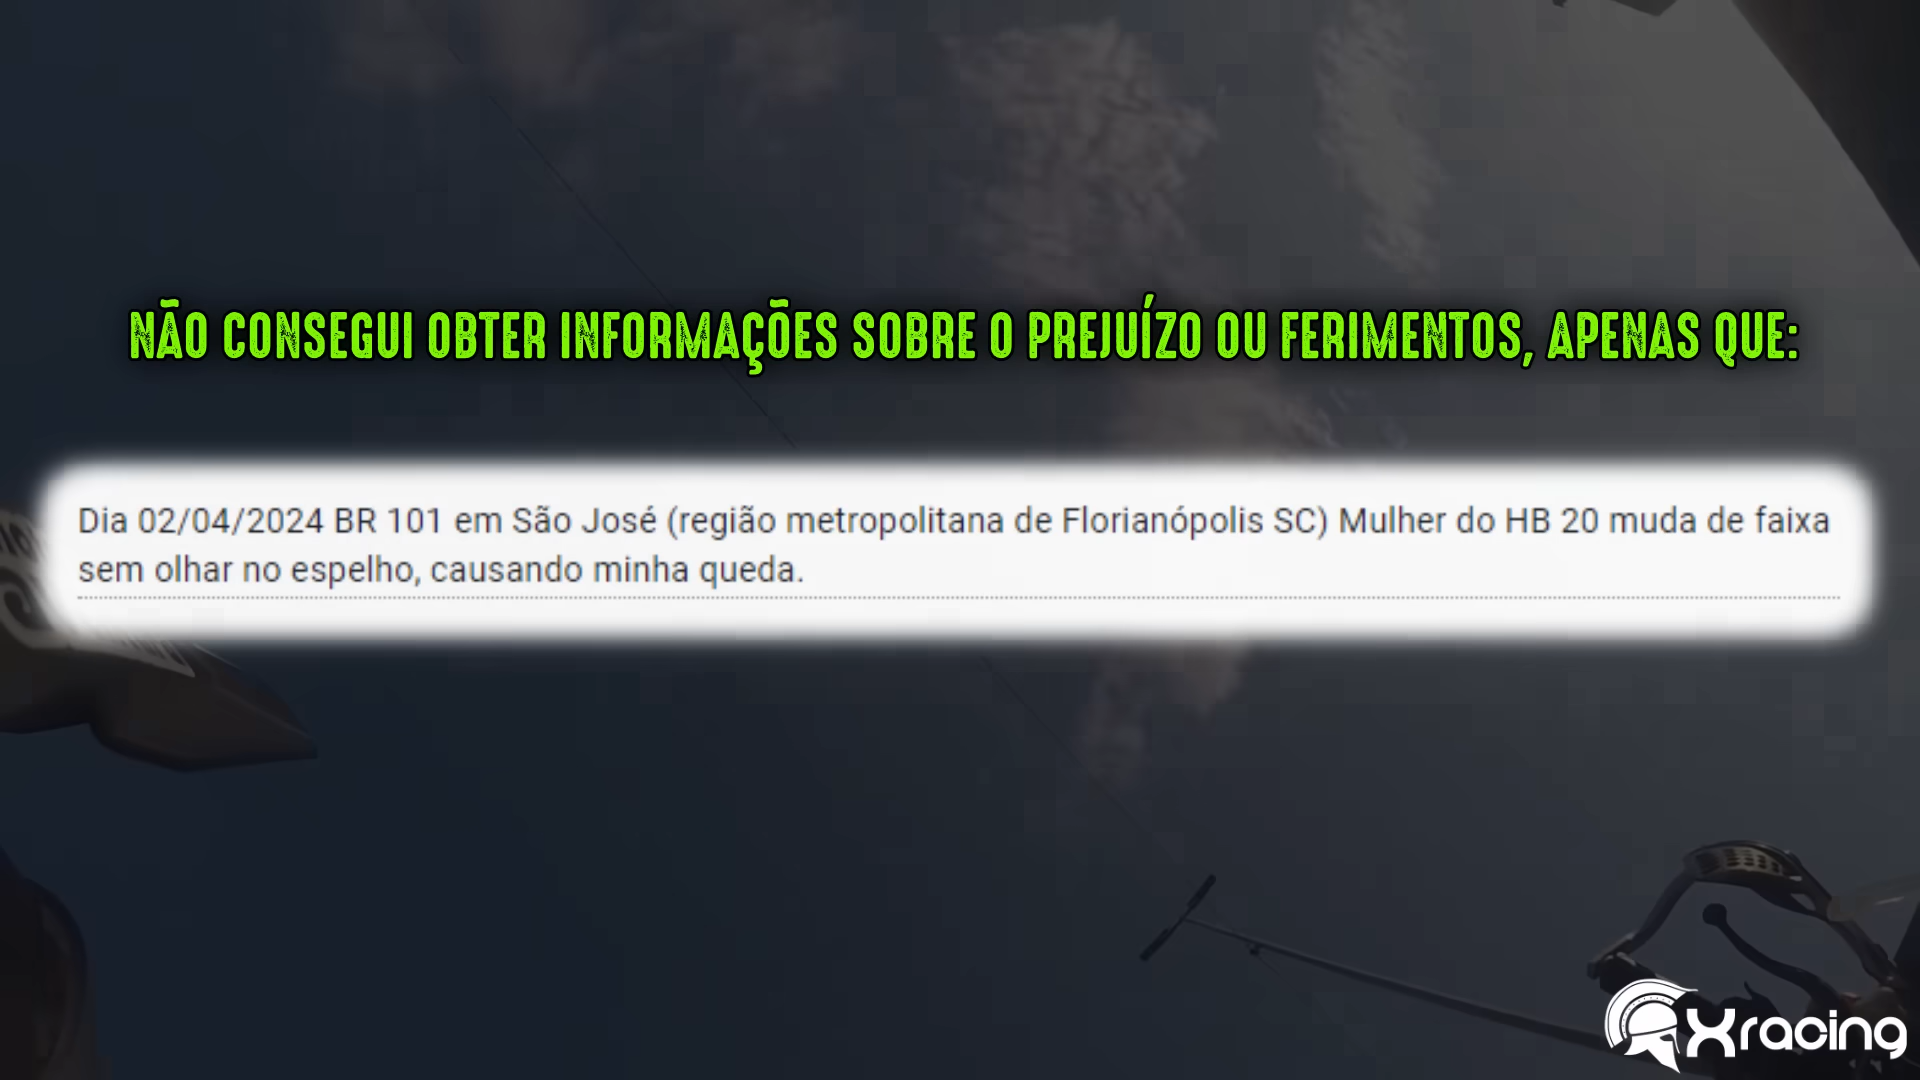 NÃO CONSEGUI OBTER INFORMAÇÕES SOBRE O PREJUÍZO OU FERIMENTOS, APENAS QUE:
Dia 02/04/2024 BR 101 em São José (região metropolitana de Florianópolis SC) Mulher do HB 20 muda de faixa
sem olhar no espelho, causando minha queda.
Xracing